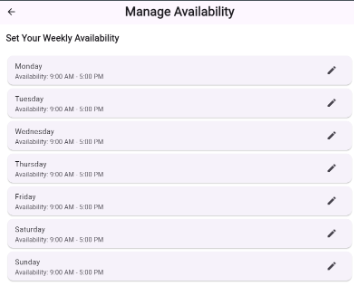 Manage Availability
Set Your Weekly Availability
Monday
Availability: 9:00 AM - 5:00 PM
Tuesday
Availability: 9:00 AM - 5:00 PM
Wednesday
Availability: 9:00 AM - 5:00 PM
Thursday
Availability: 9:00 AM - 5:00 PM
Friday
Availability: 9:00 AM - 5:00 PM
Saturday
Availability: 9:00 AM - 5:00 PM
Sunday
Availability: 9:00 AM - 5:00 PM